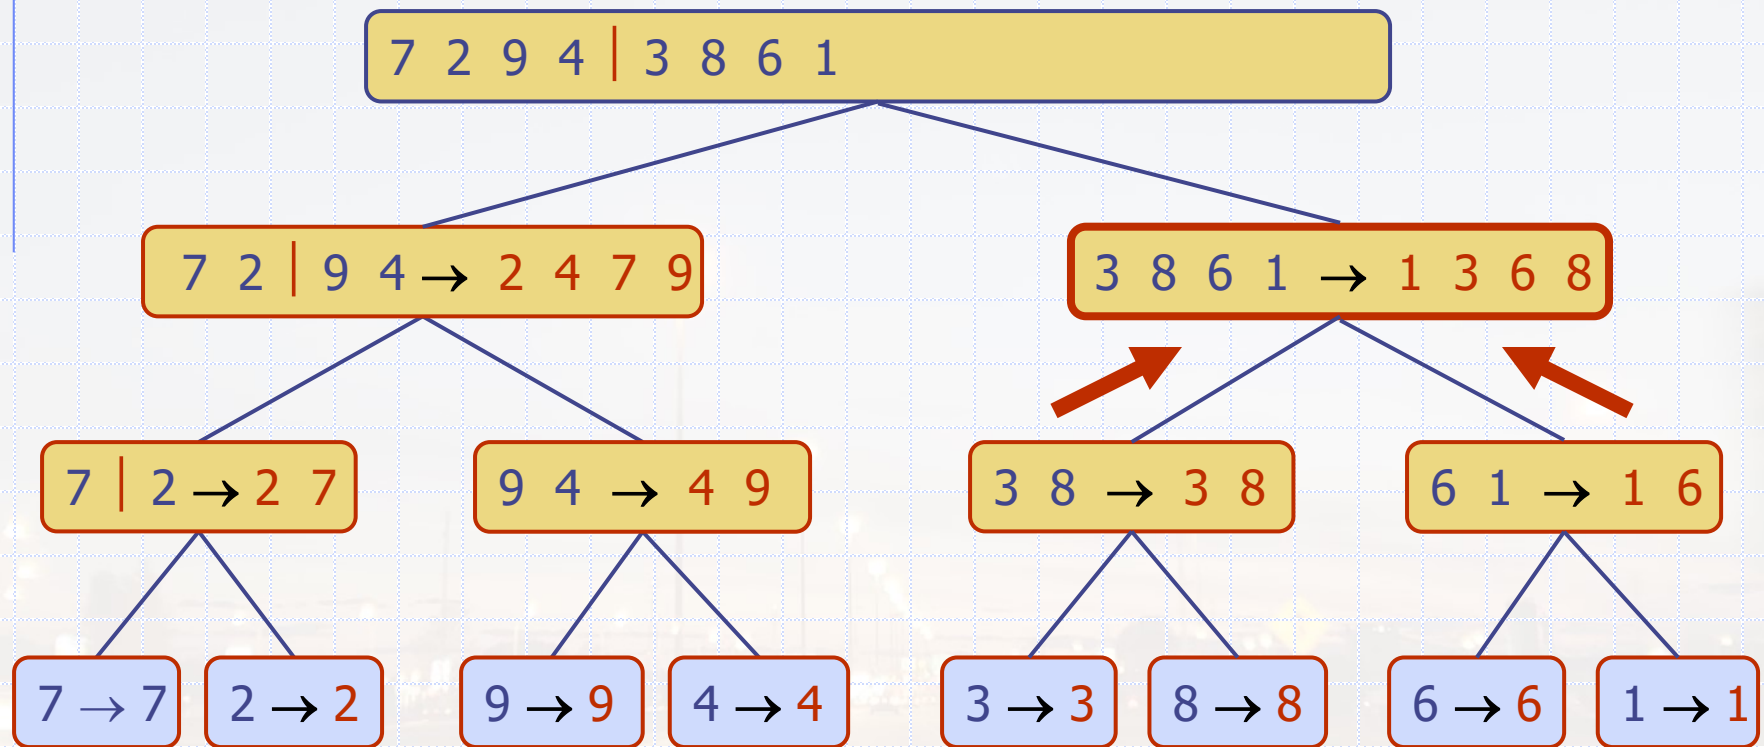 7 2 9 4 | 3 8 6 1
7 2 | 9 4 → 2 4 7 9
3 8 6 1 → 1 3 6 8
7 | 2 → 2 7
9 4 → 4 9
3 8 → 3 8
6 1 → 1 6
7 → 7
2 → 2
9 → 9
4 → 4
3 → 3
8 → 8
6 → 6
1 → 1